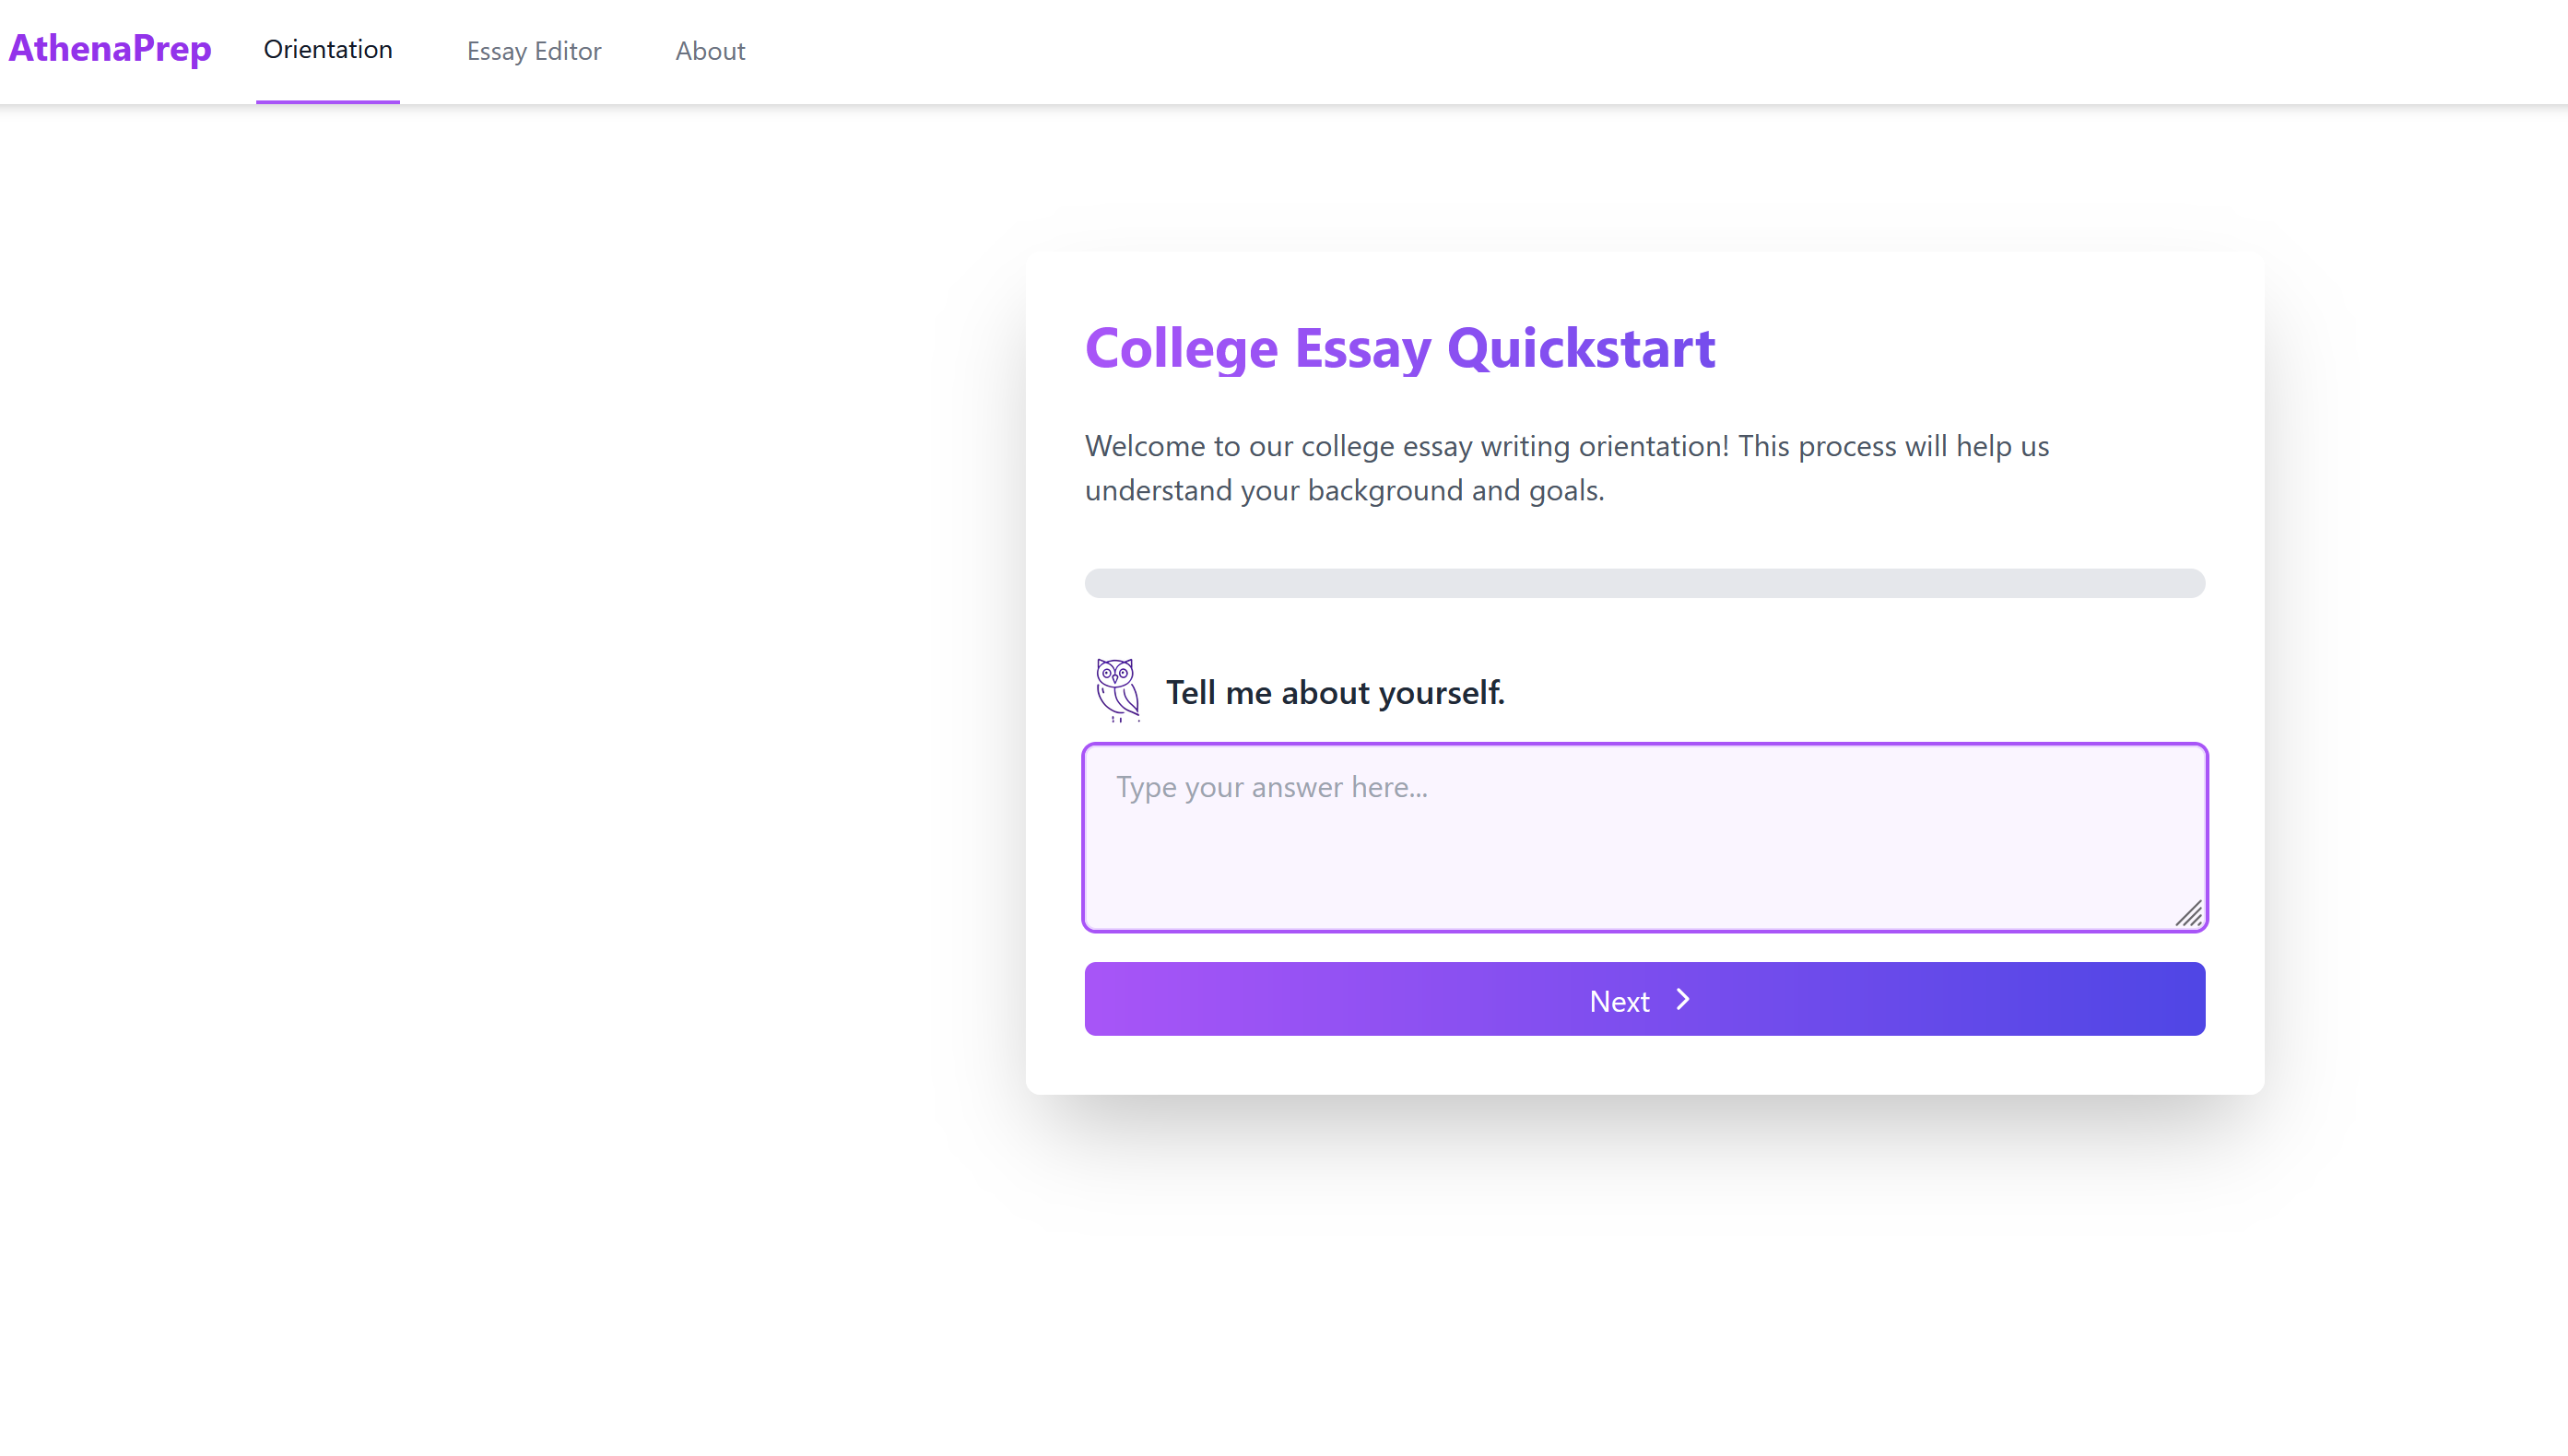 AthenaPrep Orientation Essay Editor About
College Essay Quickstart
Welcome to our college essay writing orientation! This process will help us
understand your background and goals.
Tell me about yourself.
Type your answer here...
Next